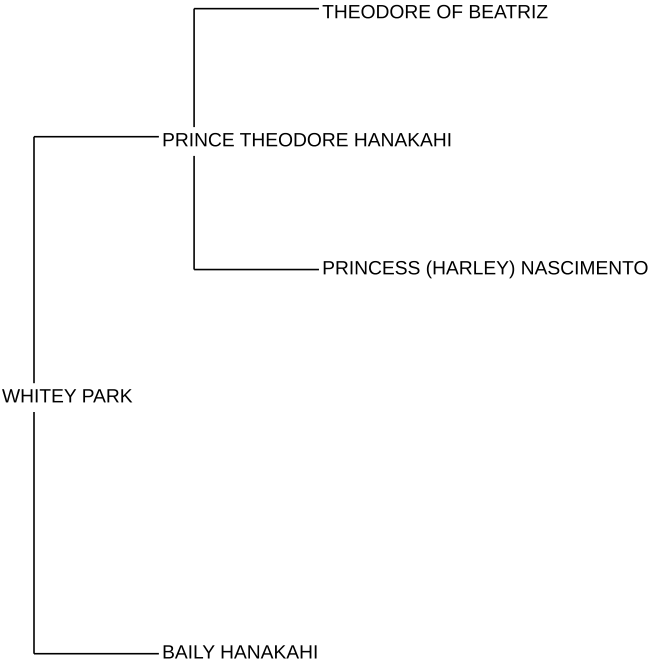 THEODORE OF BEATRIZ
PRINCE THEODORE HANAKAHI
PRINCESS (HARLEY) NASCIMENTO
WHITEY PARK
BAILY HANAKAHI